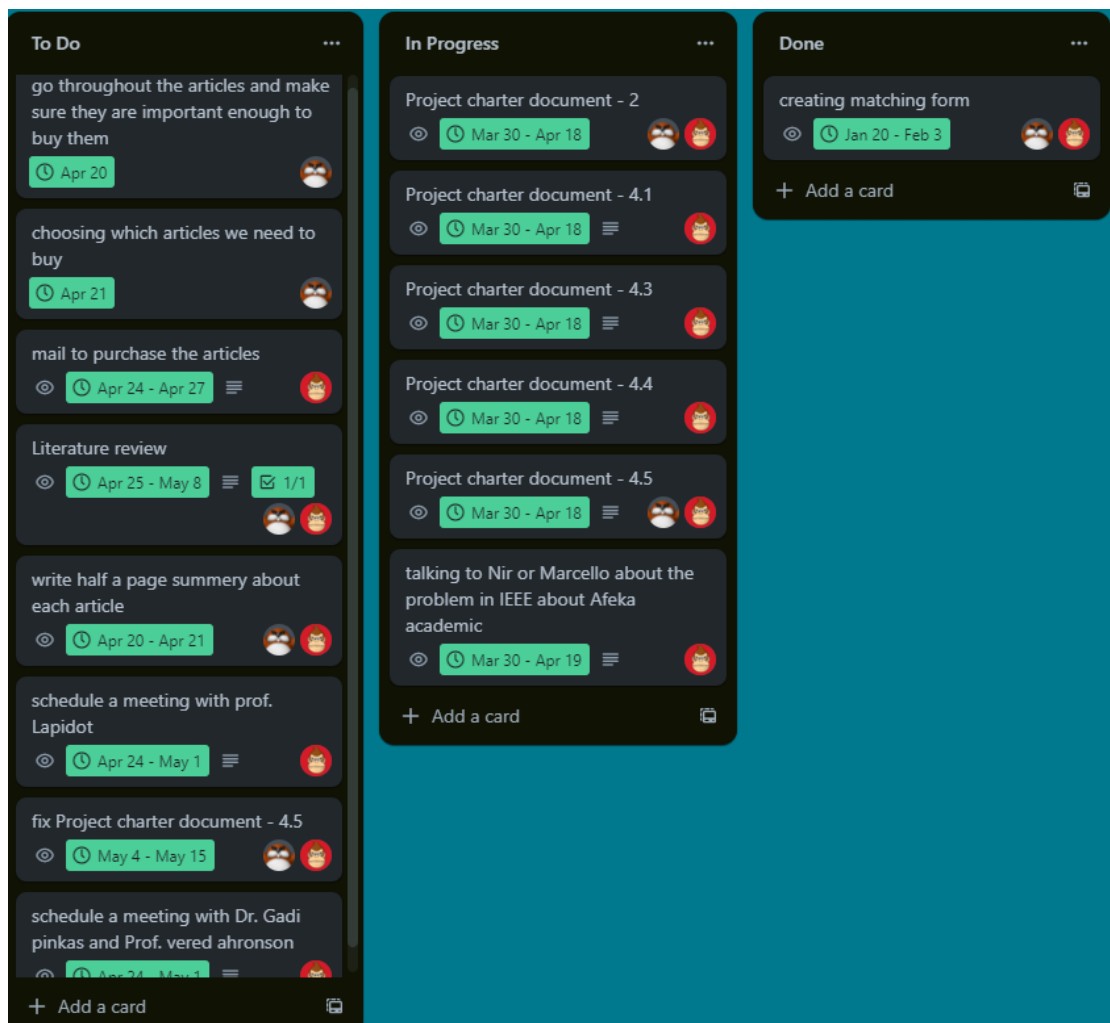 To Do
go throughout the articles and make
sure they are important enough to
buy them
Apr 20
choosing which articles we need to
buy
Apr 21
mail to purchase the articles
Apr 24 - Apr 27
Literature review
Apr 25 - May 8
1/1
write half a page summery about
each article
Apr 20 - Apr 21
schedule a meeting with prof.
Lapidot
Apr 24 - May 1
fix Project charter document - 4.5
May 4 - May 15
schedule a meeting with Dr. Gadi
pinkas and Prof. vered ahronson
Apr 24 - May 1
+ Add a card
In Progress
Project charter document - 2
Mar 30 - Apr 18
Project charter document - 4.1
Mar 30 - Apr 18
Project charter document - 4.3
Mar 30 - Apr 18
Project charter document - 4.4
Mar 30 - Apr 18
Project charter document - 4.5
Mar 30 - Apr 18
talking to Nir or Marcello about the
problem in IEEE about Afeka
academic
Mar 30 - Apr 19
+ Add a card
Done
creating matching form
Jan 20 - Feb 3
+ Add a card